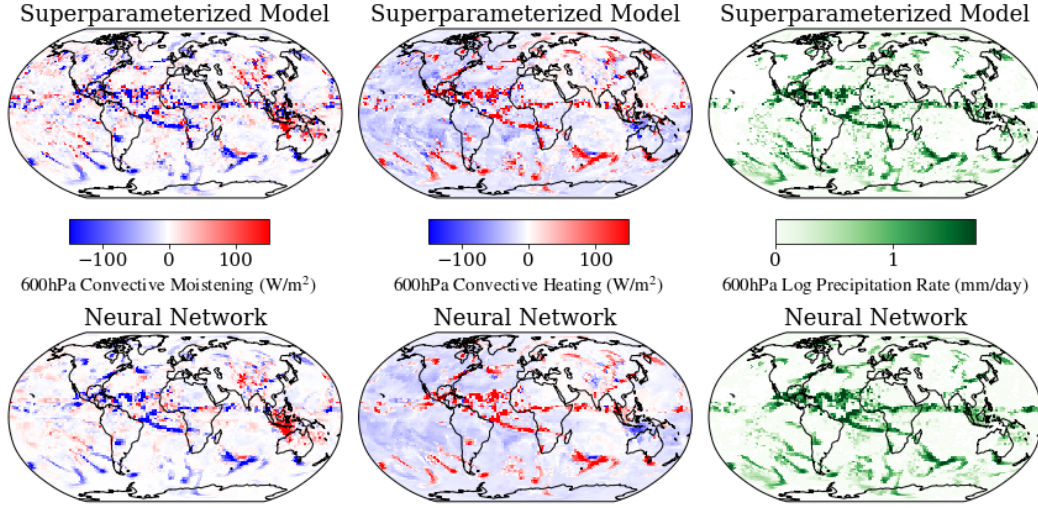 Superparameterized Model
Superparameterized Model
Superparameterized Model
−100 0 100
−100 0 100
0 1
600hPa Convective Moistening (W/m²)
600hPa Convective Heating (W/m²)
600hPa Log Precipitation Rate (mm/day)
Neural Network
Neural Network
Neural Network